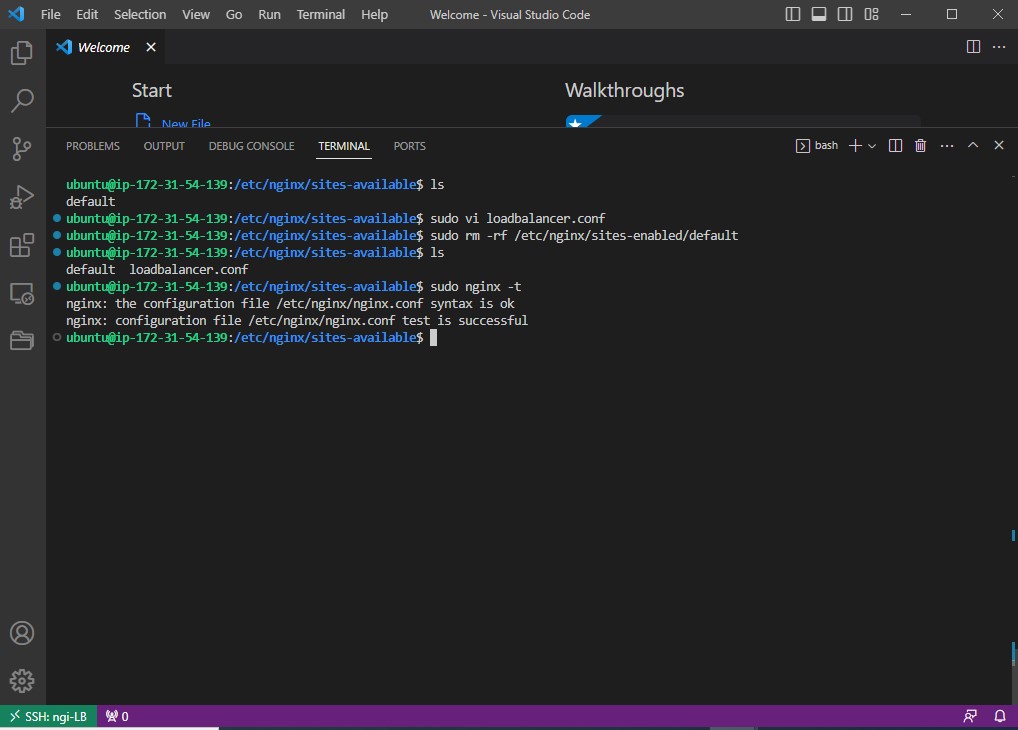 File Edit Selection View Go Run Terminal Help Welcome - Visual Studio Code
Welcome
Start Walkthroughs
New File
PROBLEMS OUTPUT DEBUG CONSOLE TERMINAL PORTS bash
ubuntu@ip-172-31-54-139:/etc/nginx/sites-available$ ls
default
ubuntu@ip-172-31-54-139:/etc/nginx/sites-available$ sudo vi loadbalancer.conf
ubuntu@ip-172-31-54-139:/etc/nginx/sites-available$ sudo rm -rf /etc/nginx/sites-enabled/default
ubuntu@ip-172-31-54-139:/etc/nginx/sites-available$ ls
default  loadbalancer.conf
ubuntu@ip-172-31-54-139:/etc/nginx/sites-available$ sudo nginx -t
nginx: the configuration file /etc/nginx/nginx.conf syntax is ok
nginx: configuration file /etc/nginx/nginx.conf test is successful
ubuntu@ip-172-31-54-139:/etc/nginx/sites-available$
SSH: ngi-LB 0